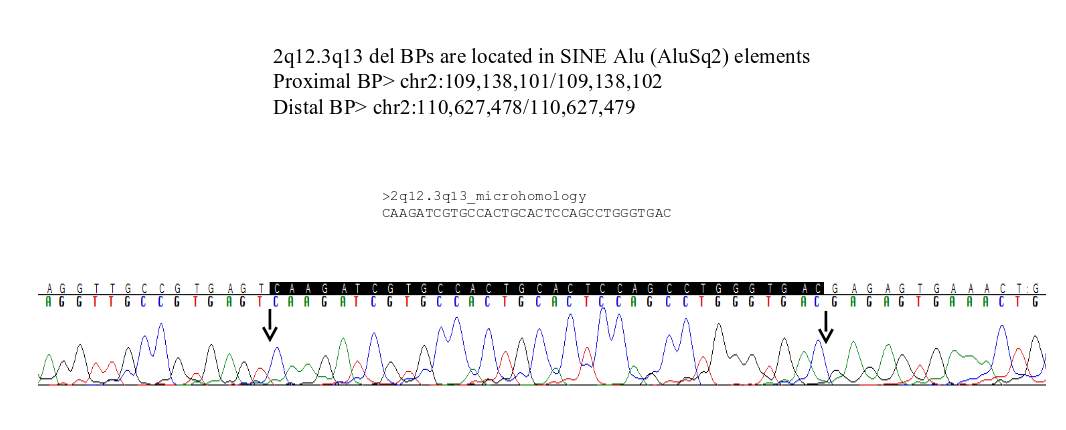 2q12.3q13 del BPs are located in SINE Alu (AluSq2) elements
Proximal BP> chr2:109,138,101/109,138,102
Distal BP> chr2:110,627,478/110,627,479
>2q12.3q13_microhomology
CAAGATCGTGCCACTGCACTCCAGCCTGGGTGAC
A G G T T G C C G T G A G T C A A G A T C G T G C C A C T G C A C T C C A G C C T G G G T G A C G A G A G T G A A A C T : G
A G G T T G C C G T G A G T C A A G A T C G T G C C A C T G C A C T C C A G C C T G G G T G A C G A G A G T G A A A C T G